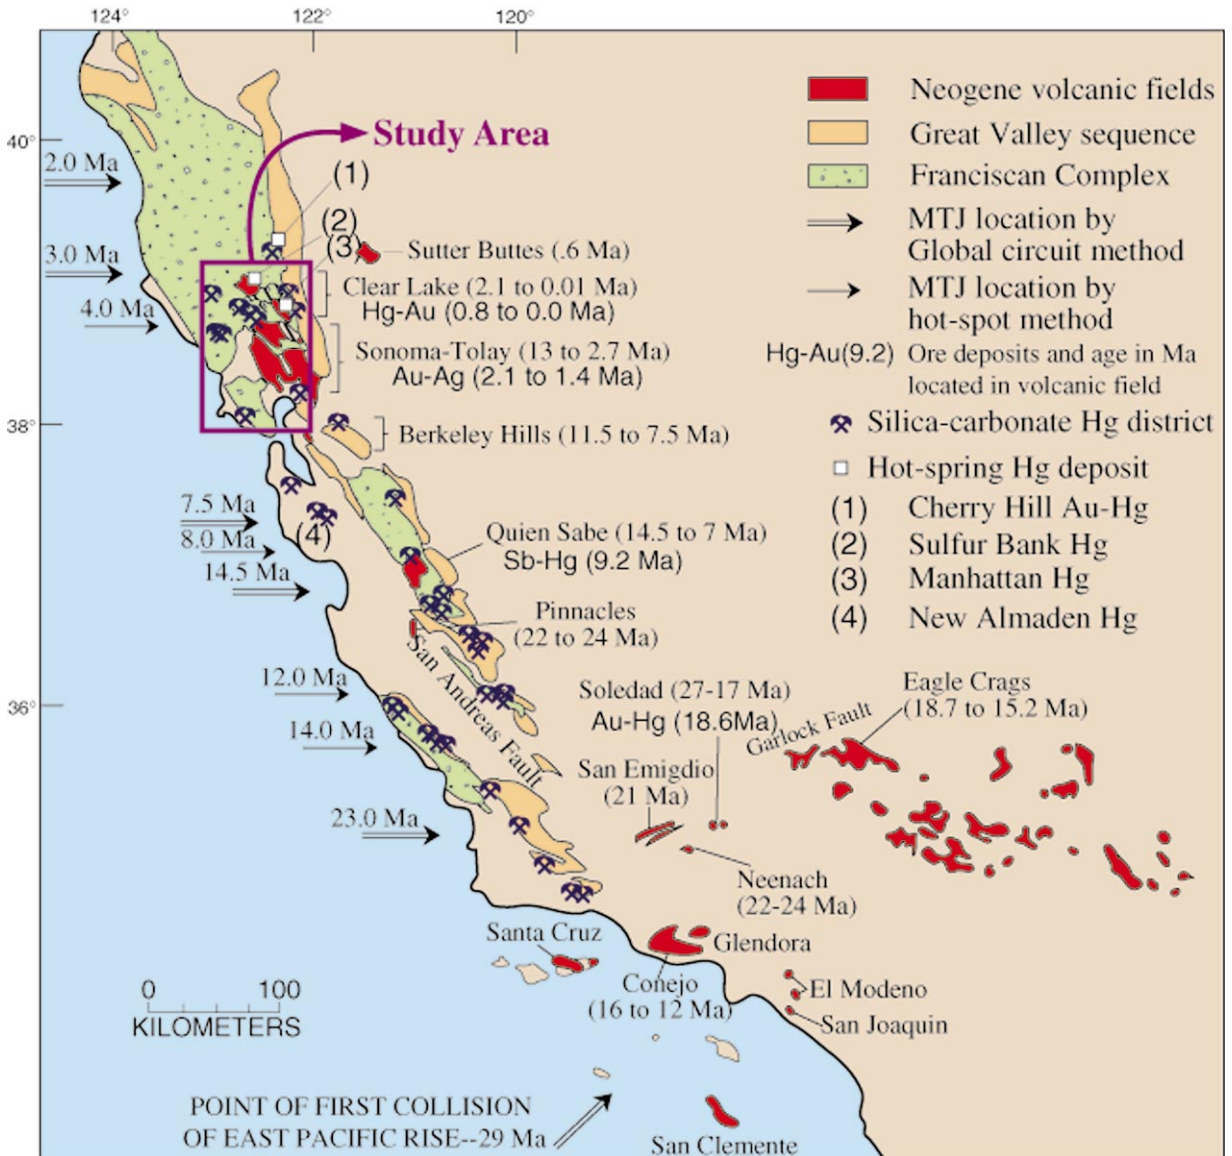 124°
122°
120°
40°
38°
36°
Study Area
2.0 Ma
3.0 Ma
4.0 Ma
7.5 Ma
8.0 Ma
14.5 Ma
12.0 Ma
14.0 Ma
23.0 Ma
(1)
(2)
(3)
(4)
Sutter Buttes (.6 Ma)
Clear Lake (2.1 to 0.01 Ma)
Hg-Au (0.8 to 0.0 Ma)
Sonoma-Tolay (13 to 2.7 Ma)
Au-Ag (2.1 to 1.4 Ma)
Berkeley Hills (11.5 to 7.5 Ma)
Quien Sabe (14.5 to 7 Ma)
Sb-Hg (9.2 Ma)
Pinnacles
(22 to 24 Ma)
San Andreas Fault
Soledad (27-17 Ma)
Au-Hg (18.6Ma)
San Emigdio
(21 Ma)
Garlock Fault
Eagle Crags
(18.7 to 15.2 Ma)
Neenach
(22-24 Ma)
Santa Cruz
Glendora
Conejo
(16 to 12 Ma)
El Modeno
San Joaquin
San Clemente
0 100
KILOMETERS
POINT OF FIRST COLLISION
OF EAST PACIFIC RISE--29 Ma
Neogene volcanic fields
Great Valley sequence
Franciscan Complex
MTJ location by
Global circuit method
MTJ location by
hot-spot method
Hg-Au(9.2) Ore deposits and age in Ma
located in volcanic field
Silica-carbonate Hg district
Hot-spring Hg deposit
(1) Cherry Hill Au-Hg
(2) Sulfur Bank Hg
(3) Manhattan Hg
(4) New Almaden Hg